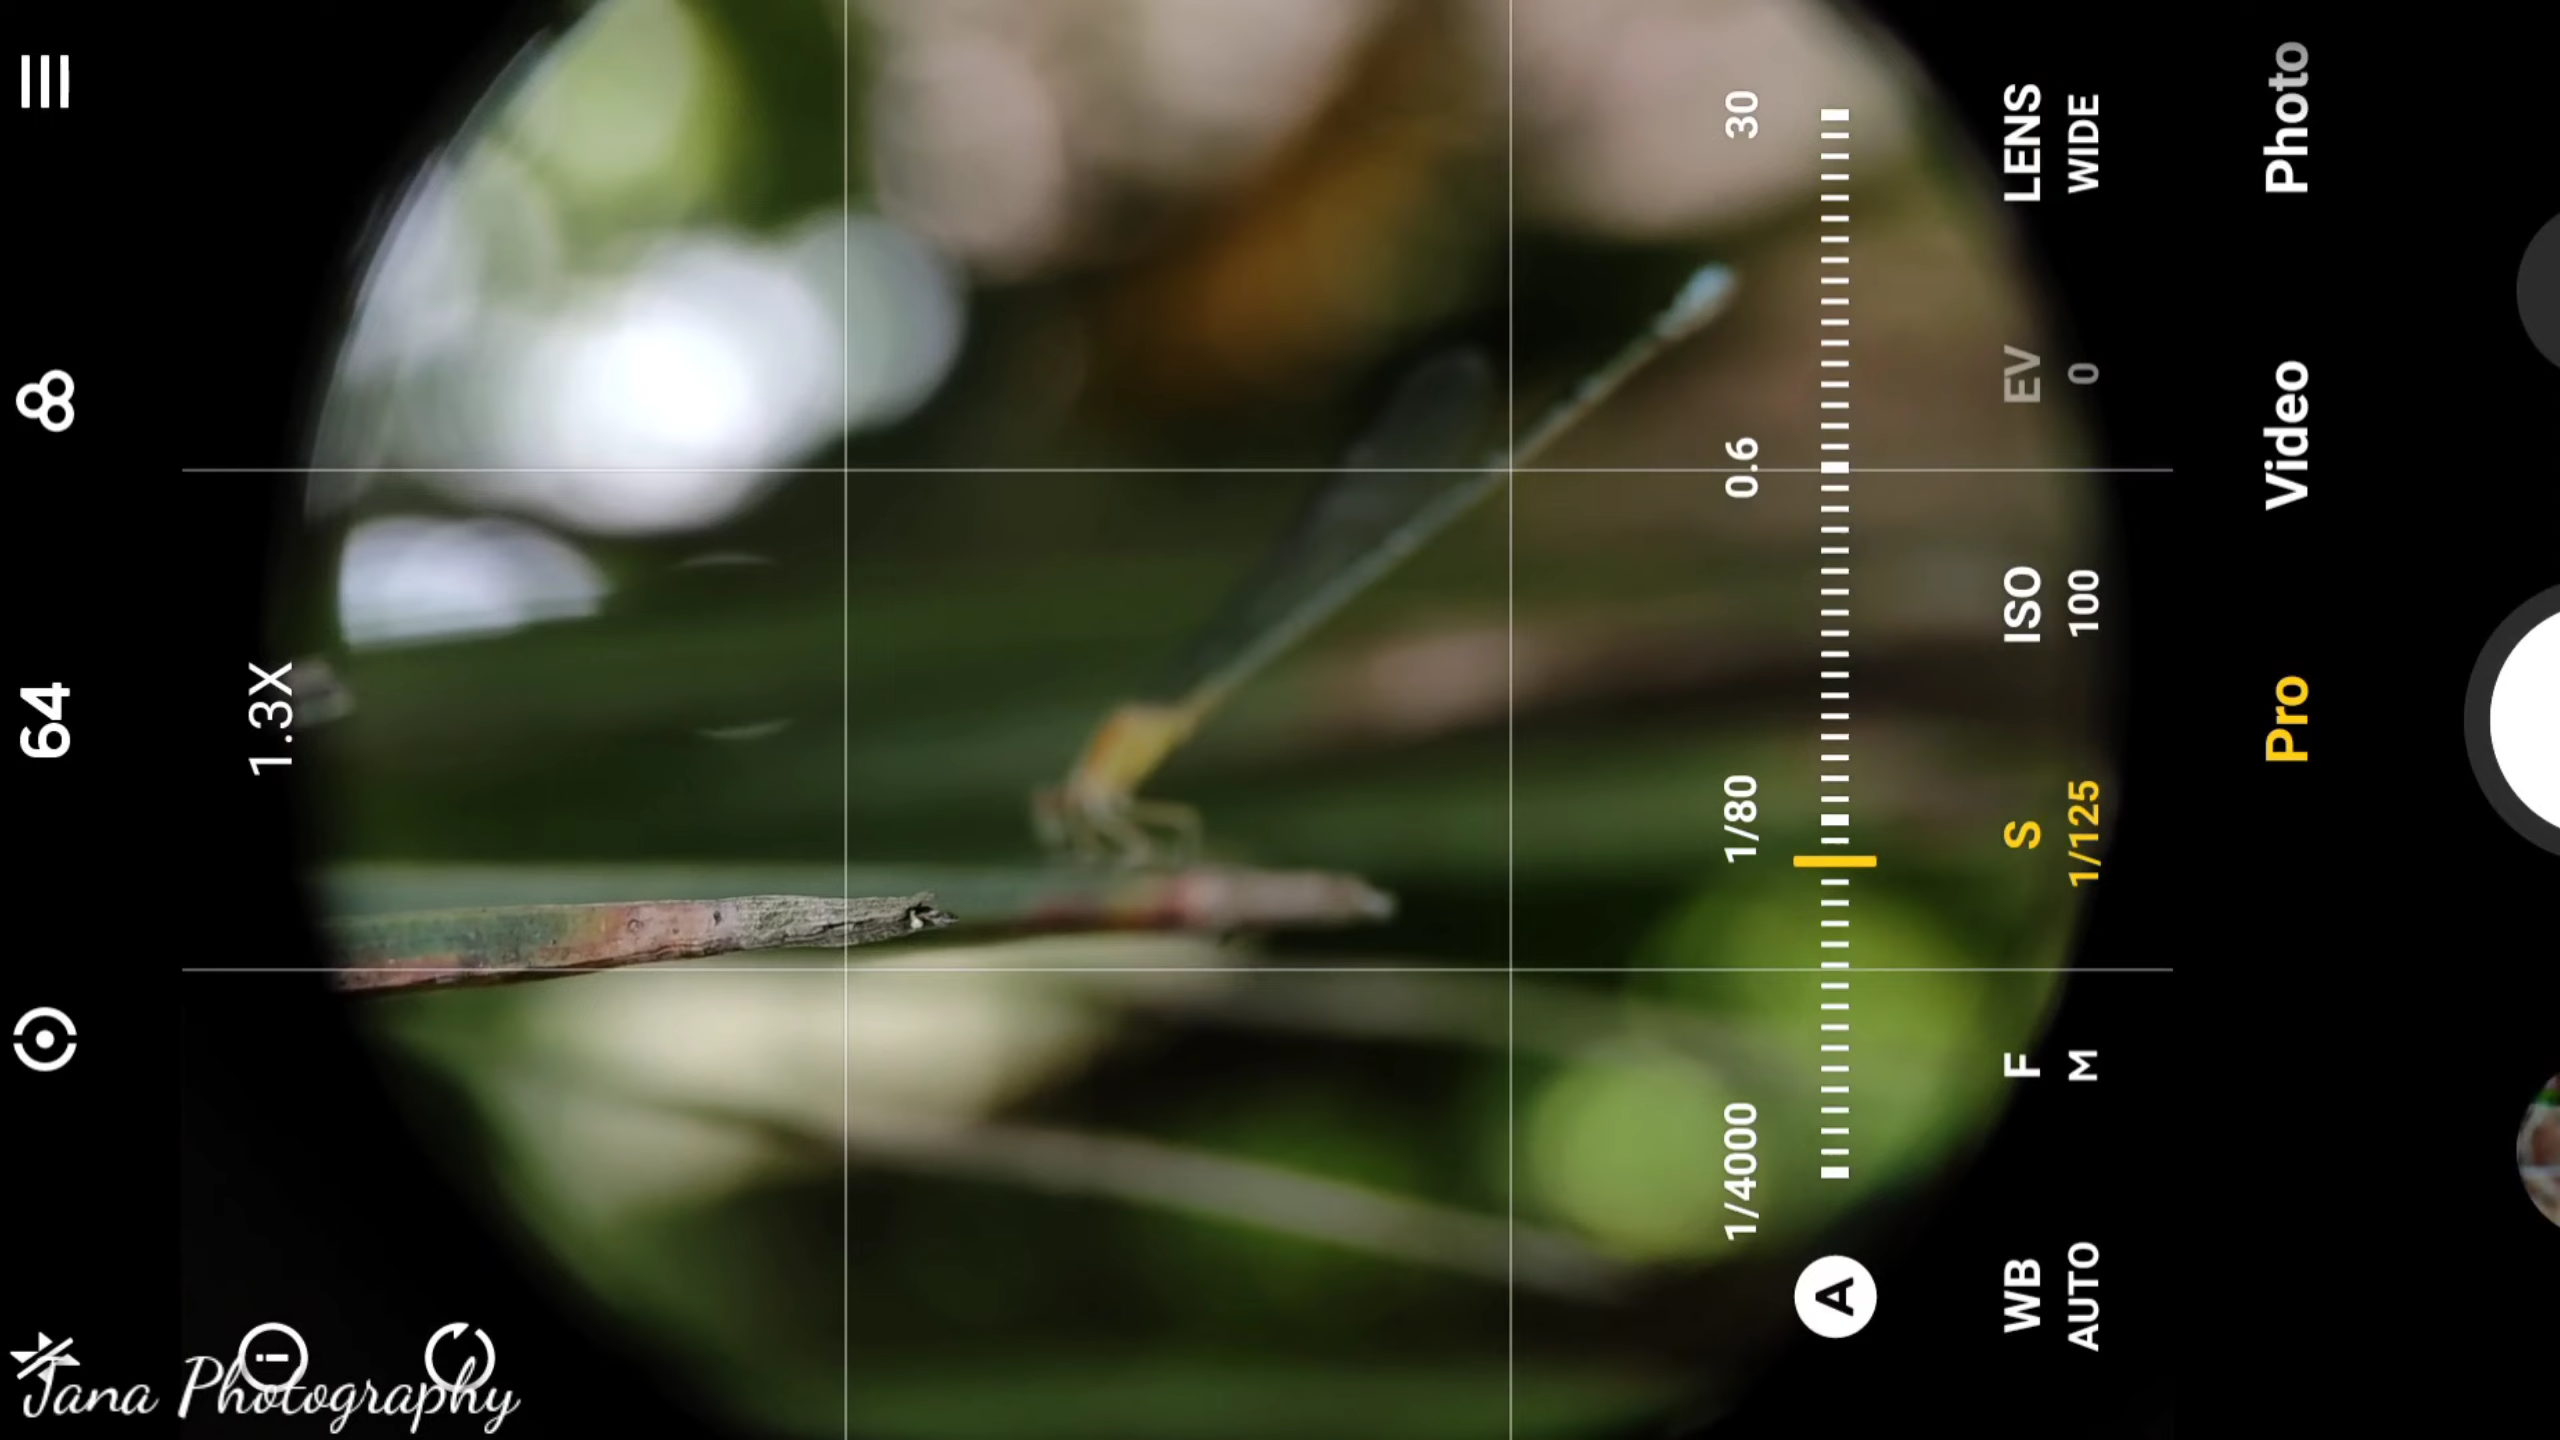 64
1.3X
30
0.6
1/80
1/4000
A
LENS
WIDE
EV
0
ISO
100
S
1/125
F
M
WB
AUTO
Photo
Video
Pro
Jana Photography